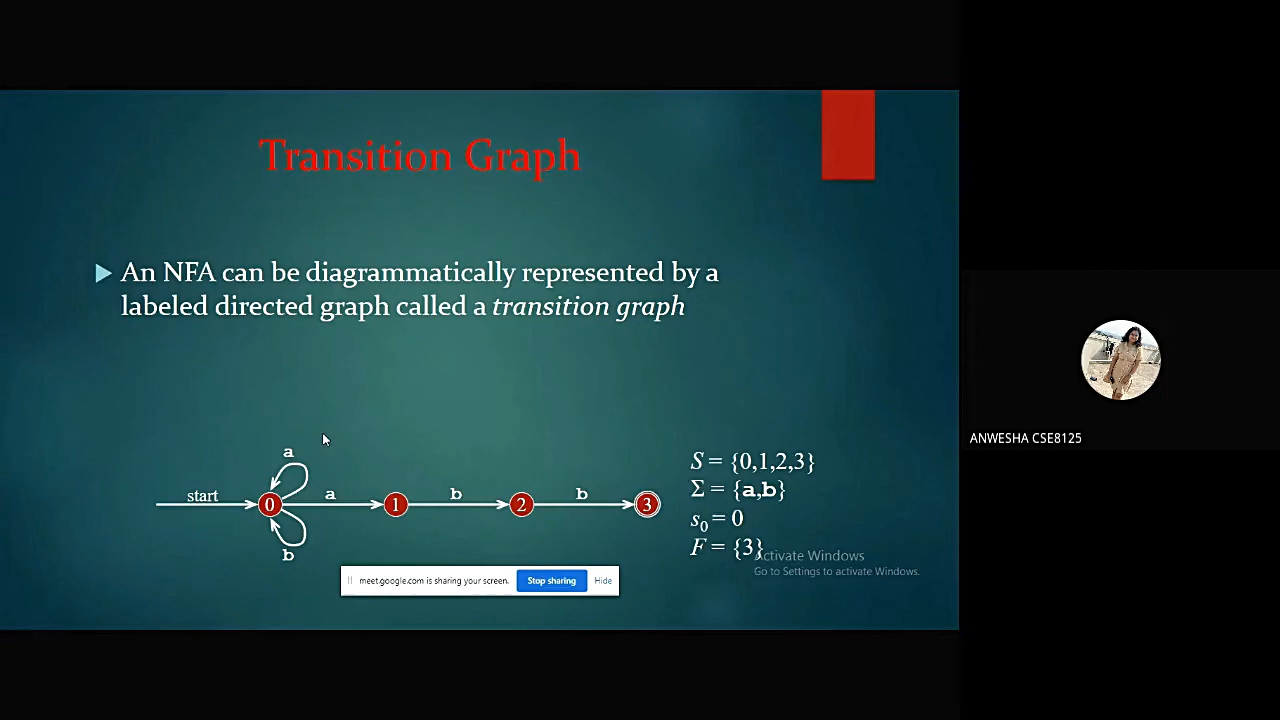 Transition Graph
An NFA can be diagrammatically represented by a
labeled directed graph called a transition graph
a
start 0 a 1 b 2 b 3
b
S = {0,1,2,3}
Σ = {a,b}
s0 = 0
F = {3}
Activate Windows
Go to Settings to activate Windows.
meet.google.com is sharing your screen. Stop sharing Hide
ANWESHA CSE8125